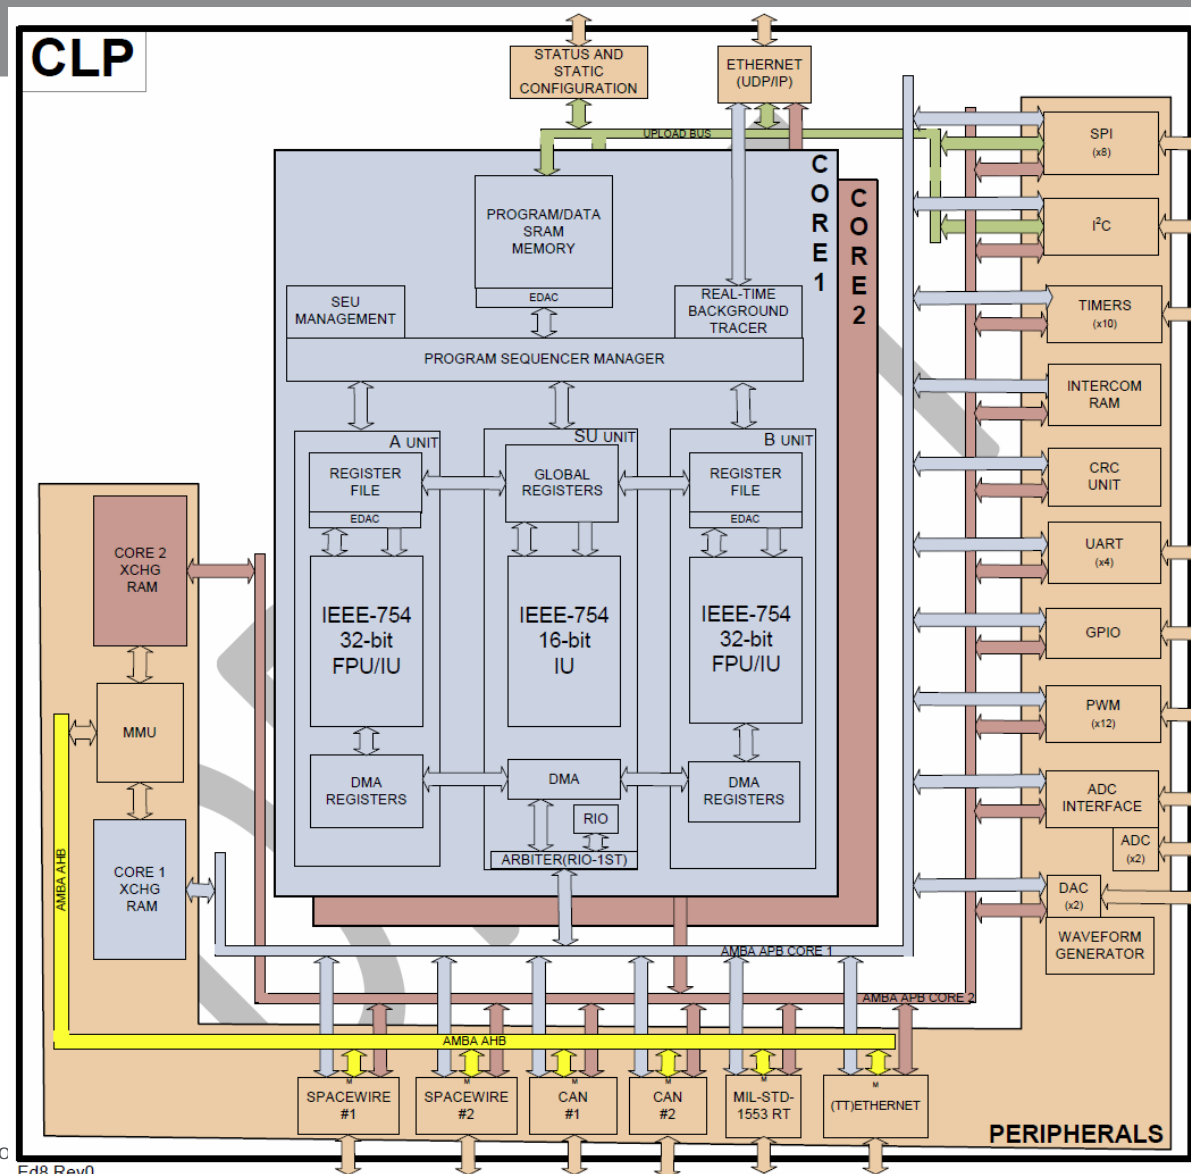 CLP
STATUS AND
STATIC
CONFIGURATION
ETHERNET
(UDP/IP)
UPLOAD BUS
CORE 1
CORE 2
PROGRAM/DATA
SRAM
MEMORY
EDAC
SEU
MANAGEMENT
REAL-TIME
BACKGROUND
TRACER
PROGRAM SEQUENCER MANAGER
A UNIT
SU UNIT
B UNIT
REGISTER
FILE
EDAC
GLOBAL
REGISTERS
REGISTER
FILE
EDAC
IEEE-754
32-bit
FPU/IU
IEEE-754
16-bit
IU
IEEE-754
32-bit
FPU/IU
DMA
REGISTERS
DMA
DMA
REGISTERS
RIO
ARBITER(RIO-1ST)
SPI
(x8)
I²C
TIMERS
(x10)
INTERCOM
RAM
CRC
UNIT
UART
(x4)
GPIO
PWM
(x12)
ADC
INTERFACE
ADC
(x2)
DAC
(x2)
WAVEFORM
GENERATOR
CORE 2
XCHG
RAM
MMU
CORE 1
XCHG
RAM
AMBA AHB
AMBA APB CORE 1
AMBA APB CORE 2
AMBA AHB
M
M
M
M
M
M
SPACEWIRE
#1
SPACEWIRE
#2
CAN
#1
CAN
#2
MIL-STD-
1553 RT
(TT)ETHERNET
PERIPHERALS
Ed8 Rev0